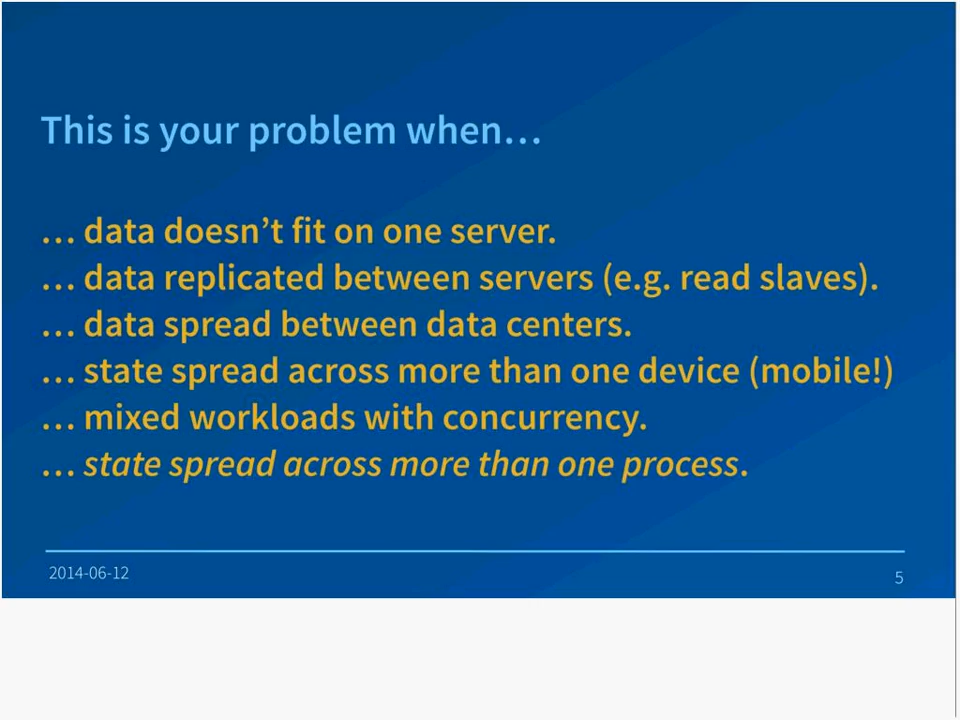 This is your problem when…
… data doesn’t fit on one server.
… data replicated between servers (e.g. read slaves).
… data spread between data centers.
… state spread across more than one device (mobile!)
… mixed workloads with concurrency.
… state spread across more than one process.
2014-06-12
5